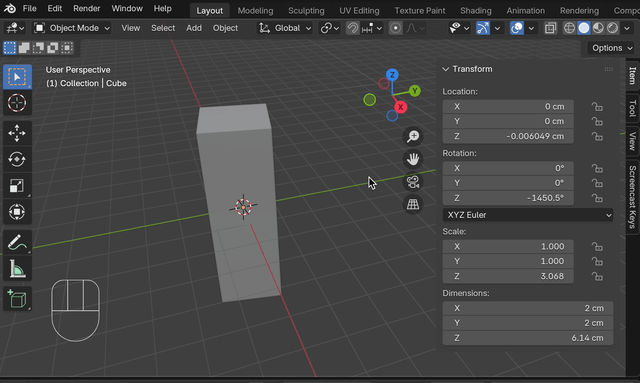 File Edit Render Window Help Layout Modeling Sculpting UV Editing Texture Paint Shading Animation Rendering Compo
Object Mode View Select Add Object Global
Options
User Perspective
(1) Collection | Cube
Z
Y
X
Transform
Location:
X 0 cm
Y 0 cm
Z -0.006049 cm
Rotation:
X 0°
Y 0°
Z -1450.5°
XYZ Euler
Scale:
X 1.000
Y 1.000
Z 3.068
Dimensions:
X 2 cm
Y 2 cm
Z 6.14 cm
Item
Tool
View
Screencast Keys